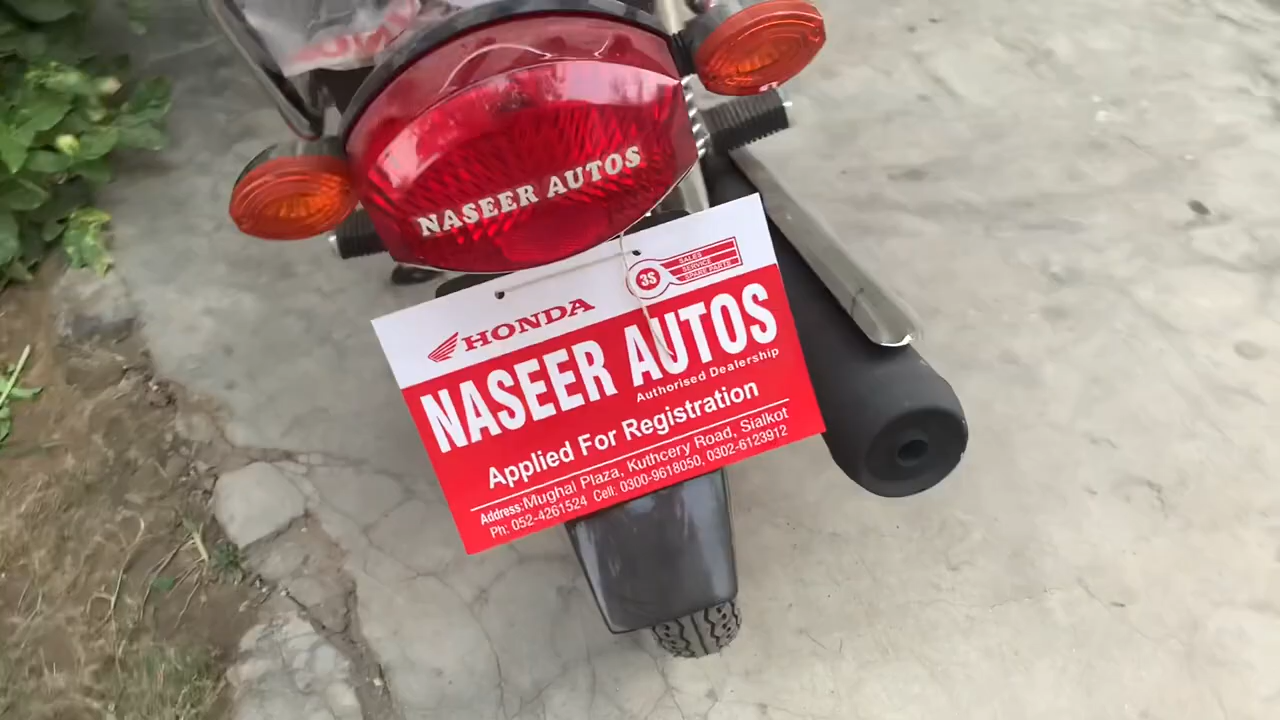 NASEER AUTOS
HONDA
3S
SALES
SERVICE
SPARE PARTS
NASEER AUTOS
Authorised Dealership
Applied For Registration
Address:Mughal Plaza, Kuthcery Road, Sialkot
Ph: 052-4261524 Cell: 0300-9618050, 0302-6123912